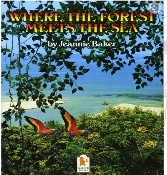 WHERE THE FOREST
MEETS THE SEA
by Jeannie Baker